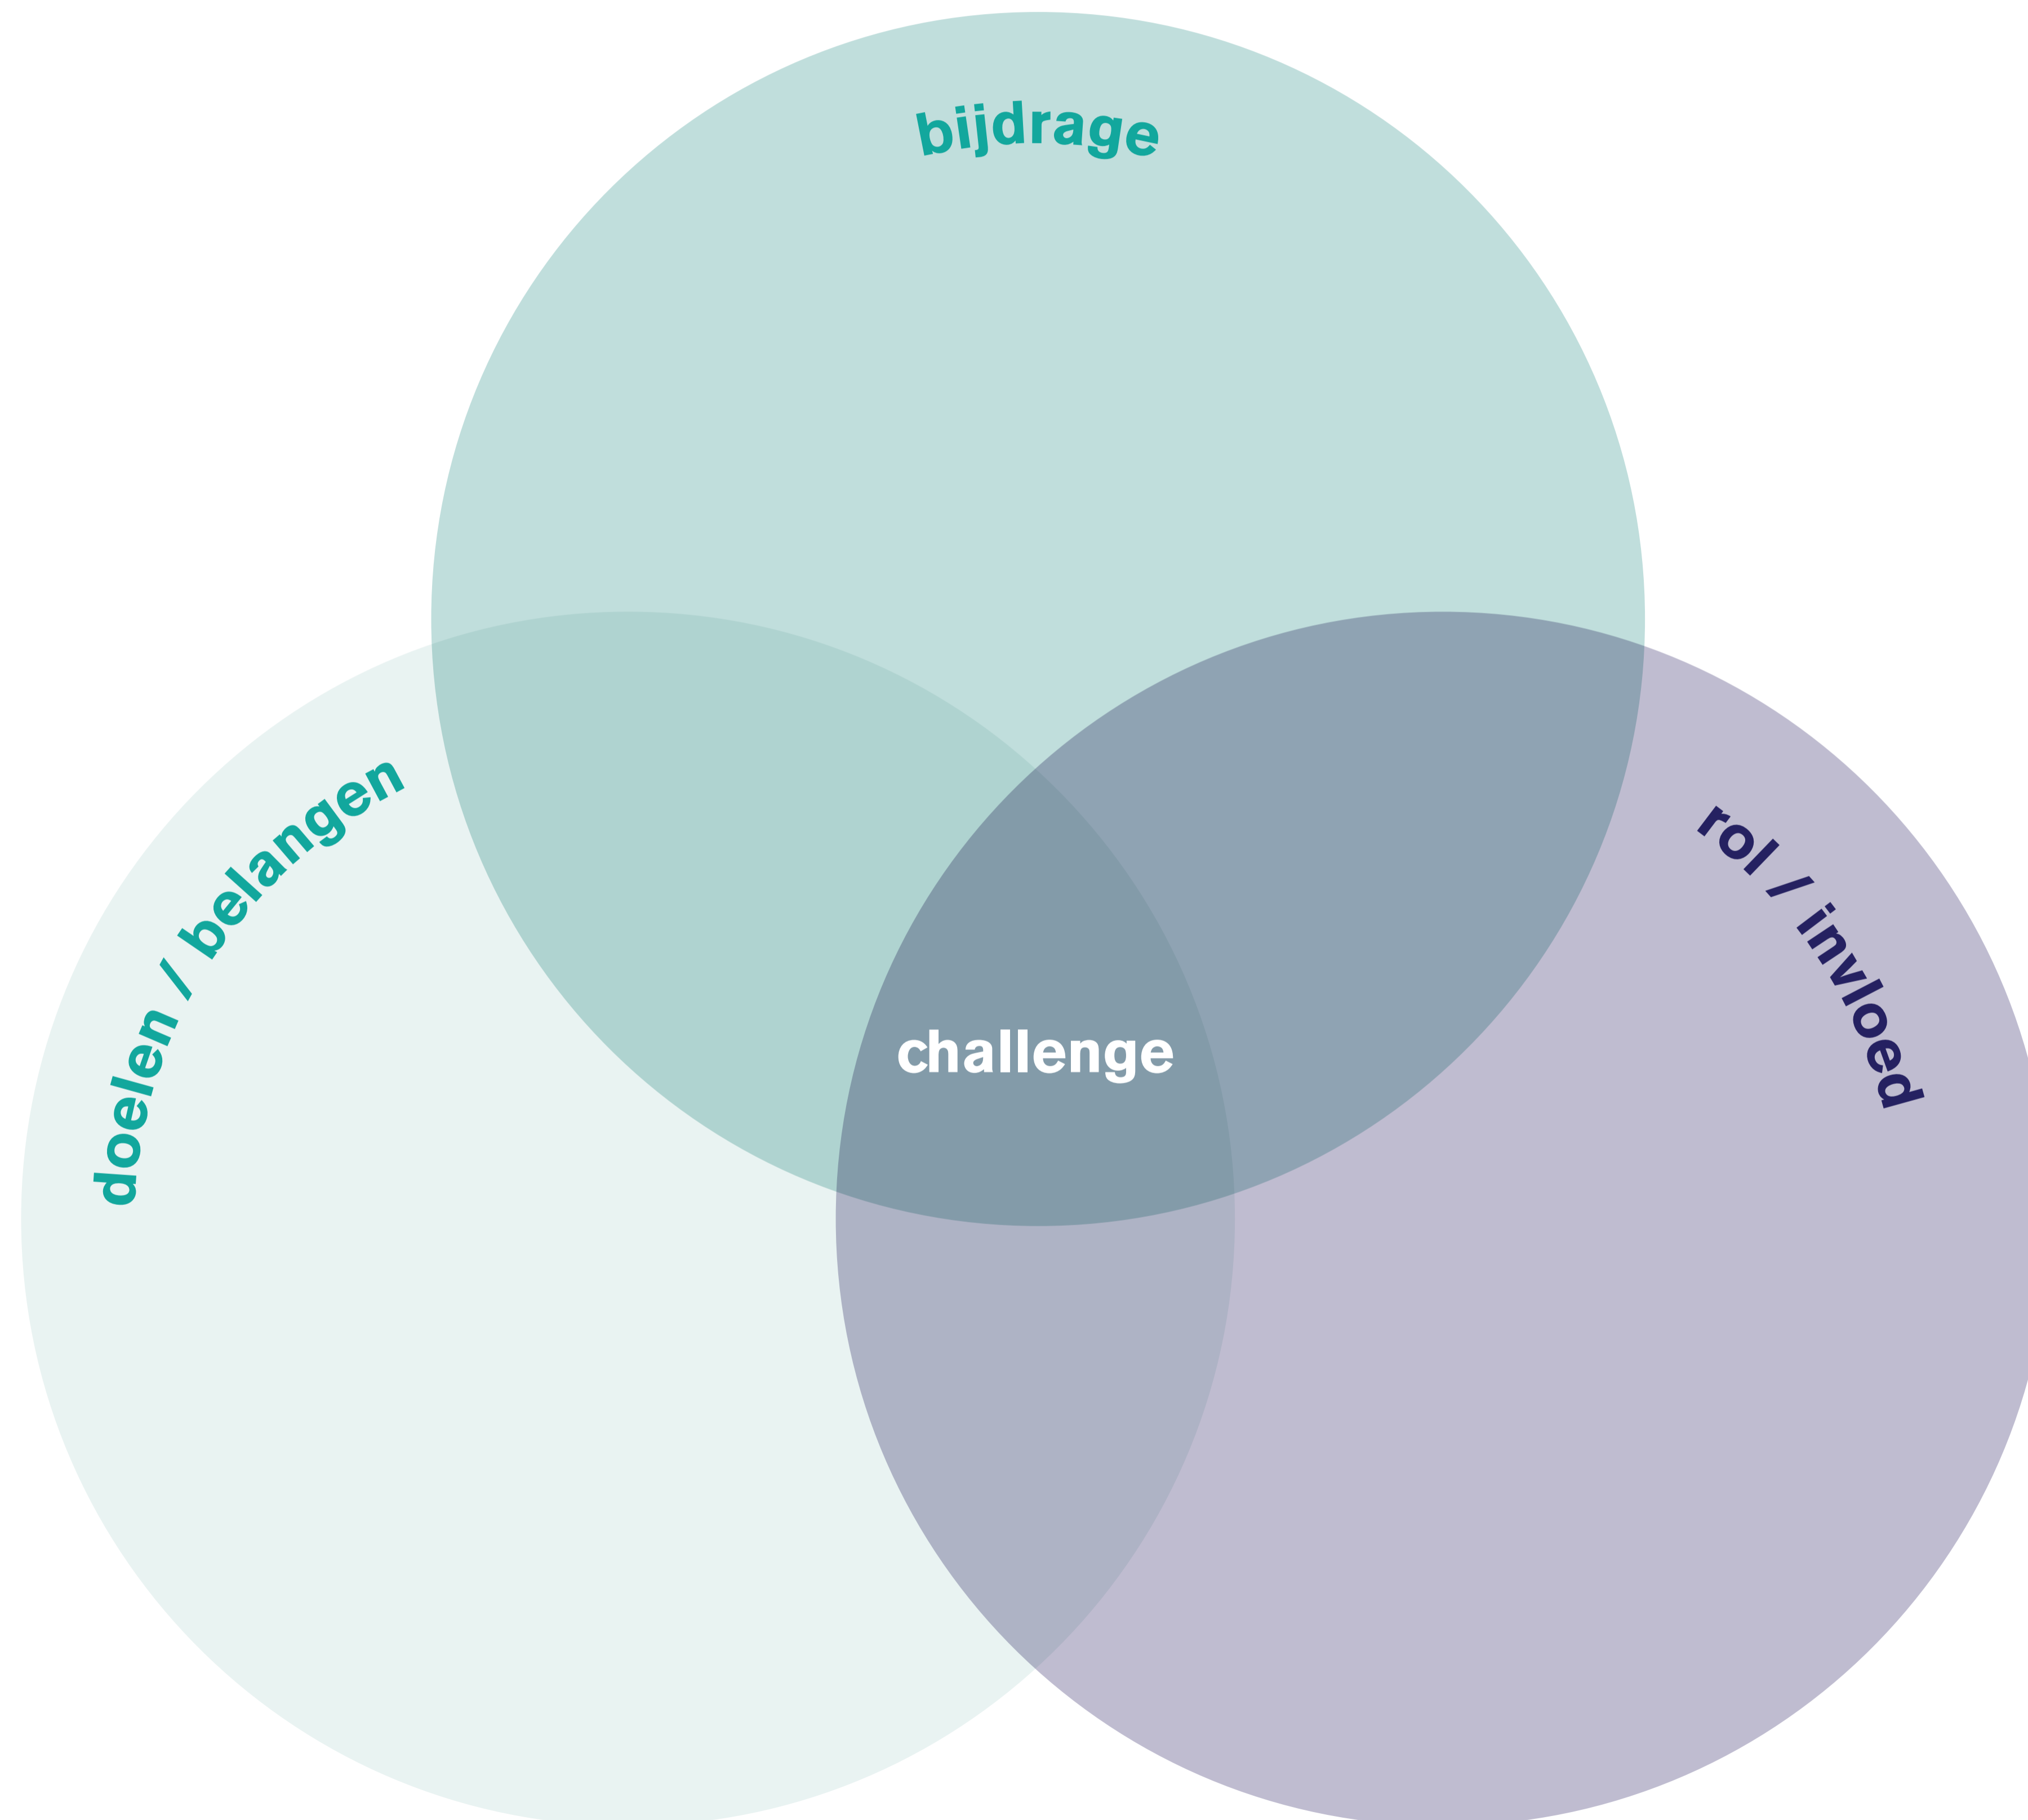 bijdrage
doelen / belangen
rol / invloed
challenge